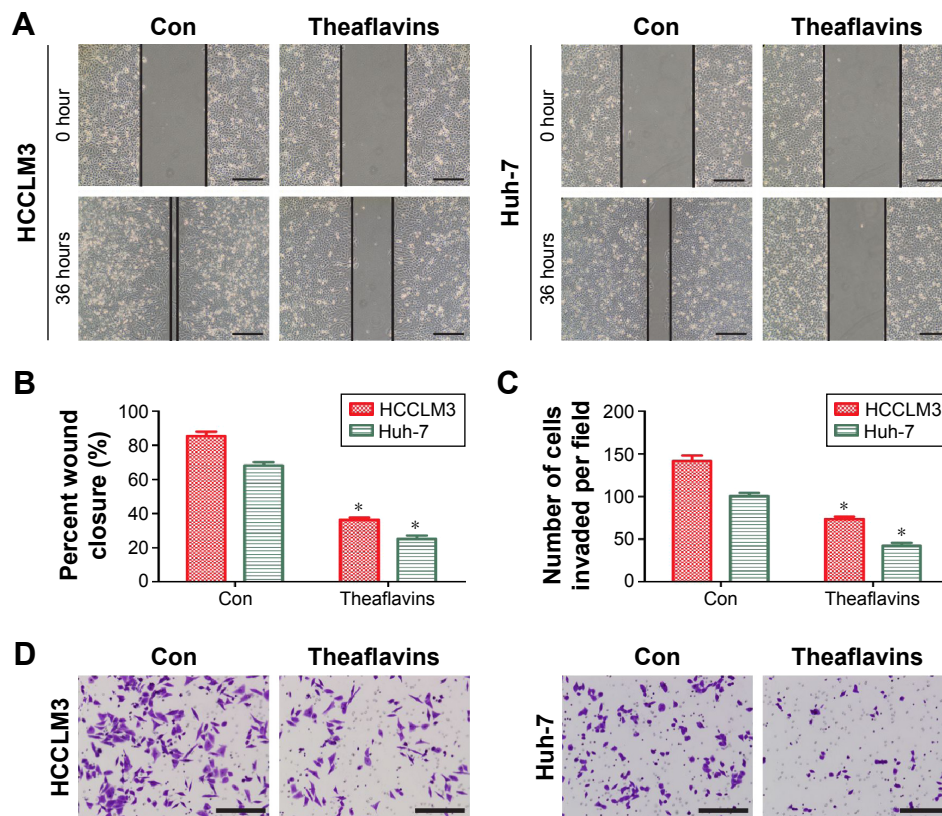 A
Con
Theaflavins
Con
Theaflavins
HCCLM3
0 hour
36 hours
Huh-7
0 hour
36 hours
B
Percent wound
closure (%)
100
80
60
40
20
0
HCCLM3
Huh-7
*
*
Con
Theaflavins
C
Number of cells
invaded per field
200
150
100
50
0
HCCLM3
Huh-7
*
*
Con
Theaflavins
D
Con
Theaflavins
Con
Theaflavins
HCCLM3
Huh-7